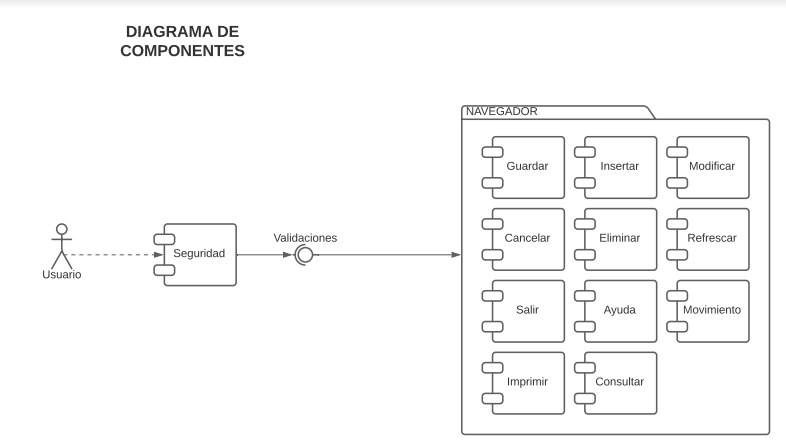 DIAGRAMA DE
COMPONENTES
NAVEGADOR
Guardar
Insertar
Modificar
Cancelar
Eliminar
Refrescar
Usuario
Seguridad
Validaciones
Salir
Ayuda
Movimiento
Imprimir
Consultar